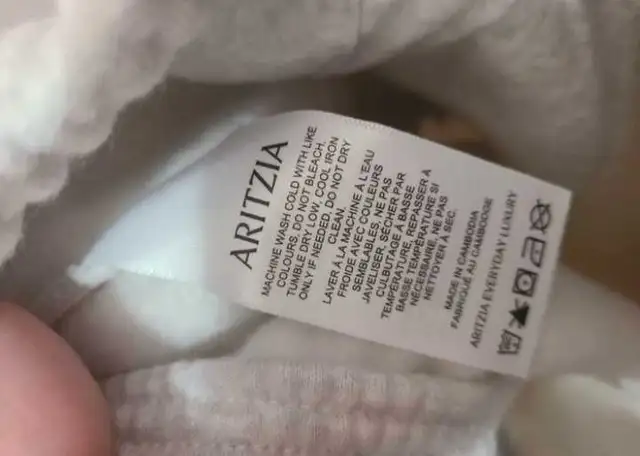 ARITZIA
MACHINE WASH COLD WITH LIKE
COLOURS, DO NOT BLEACH,
TUMBLE DRY LOW, COOL IRON
ONLY IF NEEDED, DO NOT DRY
CLEAN.
LAVER À LA MACHINE À L'EAU
FROIDE AVEC COULEURS
SEMBLABLES, NE PAS
JAVELISER, SÉCHER PAR
CULBUTAGE À BASSE
TEMPÉRATURE, REPASSER À
BASSE TEMPÉRATURE SI
NÉCESSAIRE, NE PAS
METTOYER À SEC.
MADE IN CAMBODIA
FABRIQUÉ AU CAMBODGE
ARITZIA EVERYDAY LUXURY